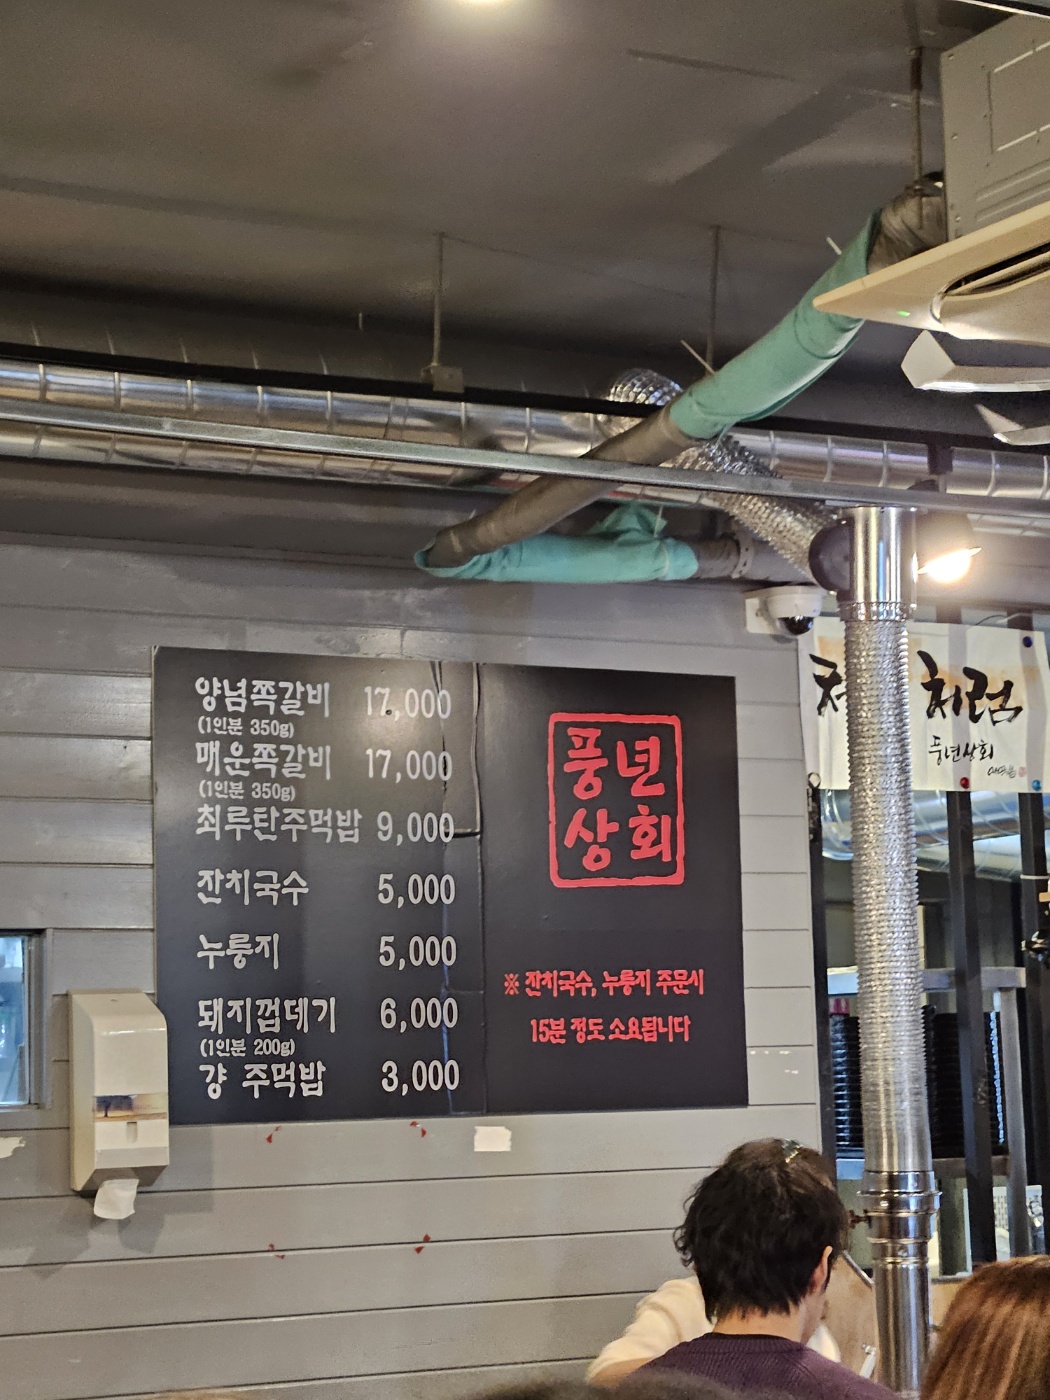 양념쪽갈비 17,000
(1인분 350g)
매운쪽갈비 17,000
(1인분 350g)
최루탄주먹밥 9,000
잔치국수 5,000
누룽지 5,000
돼지껍데기 6,000
(1인분 200g)
걍 주먹밥 3,000
풍년
상회
※ 잔치국수, 누룽지 주문시
15분 정도 소요됩니다
처럼
풍년상회